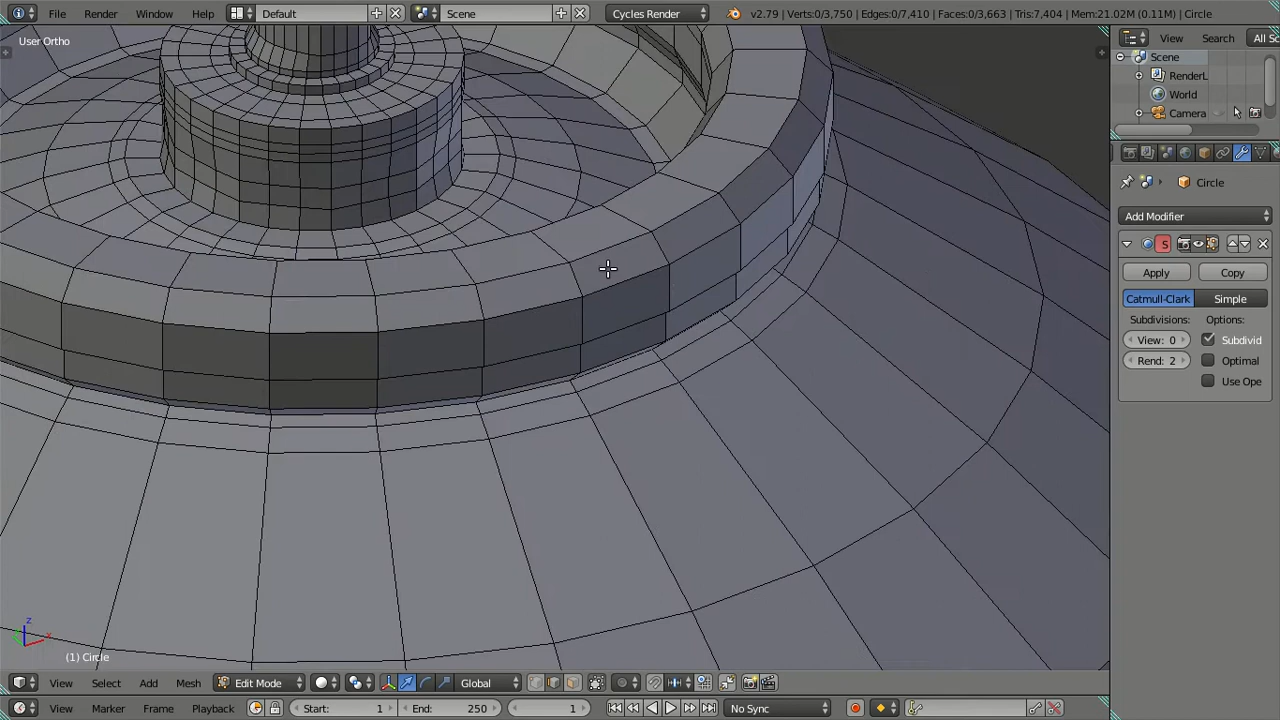 File Render Window Help Default Scene Cycles Render v2.79 | Verts:0/3,750 | Edges:0/7,410 | Faces:0/3,663 | Tris:7,404 | Mem:21.02M (0.11M) | Circle
User Ortho
View Search All Sc
Scene
RenderL
World
Camera
Circle
Add Modifier
S
Apply Copy
Catmull-Clark Simple
Subdivisions: Options:
View: 0 Subdivid
Rend: 2 Optimal
Use Ope
z
x
(1) Circle
View Select Add Mesh Edit Mode Global
View Marker Frame Playback Start: 1 End: 250 1 No Sync